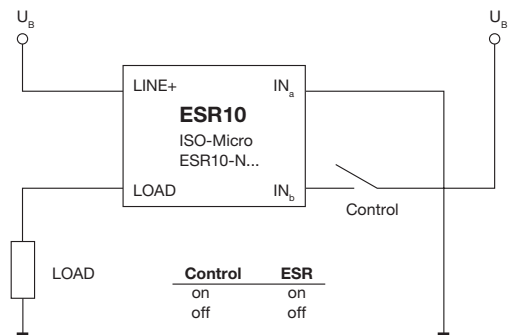 U_B U_B
LINE+ IN_a
ESR10
ISO-Micro
ESR10-N...
LOAD IN_b
Control
LOAD
Control ESR
on on
off off